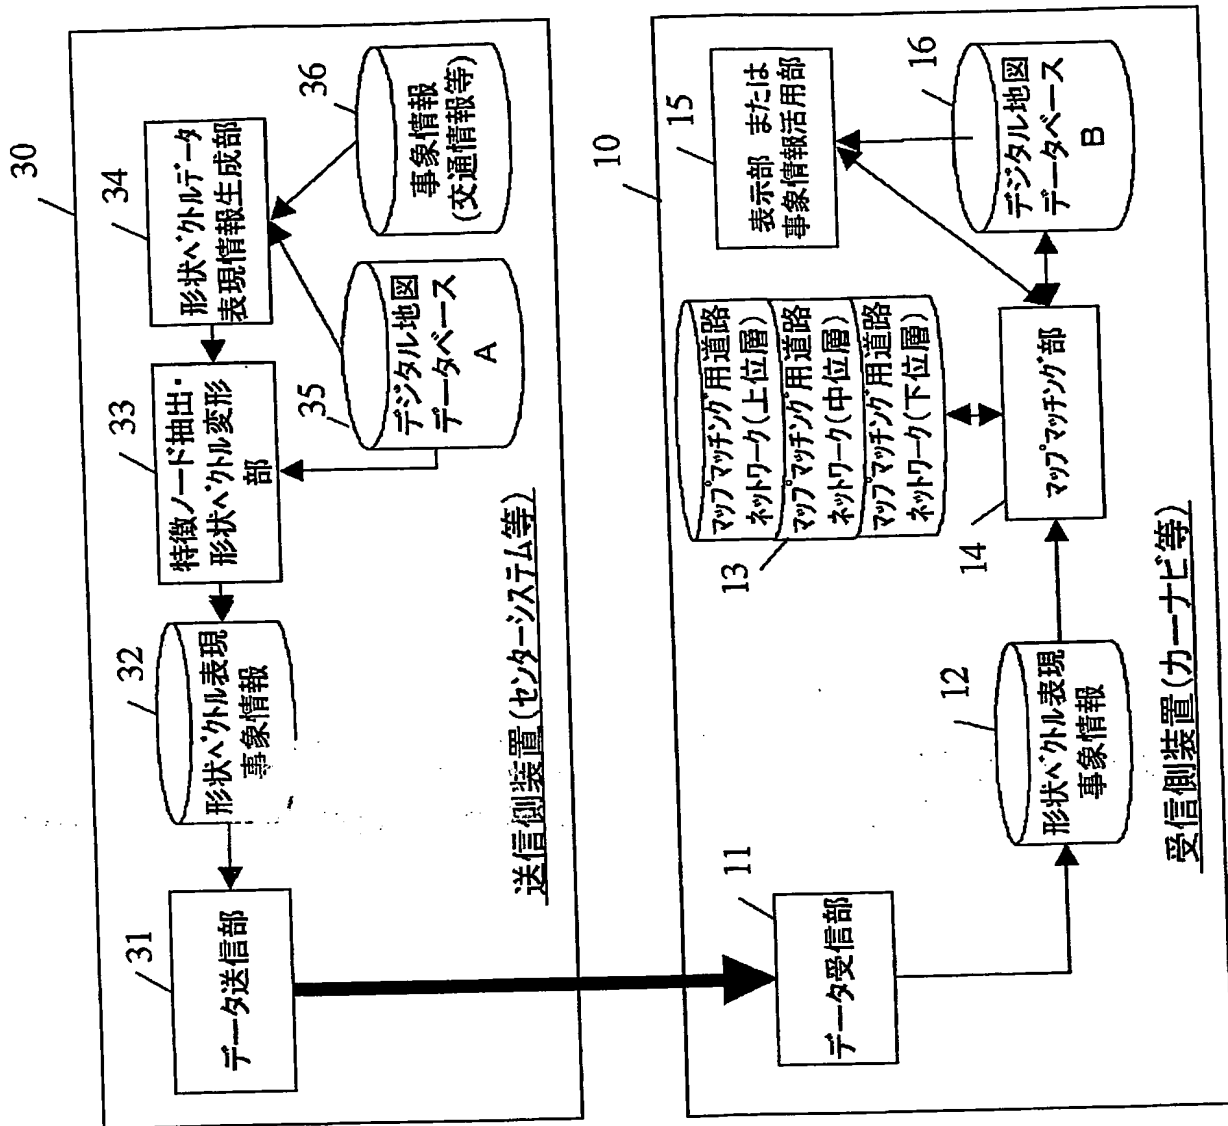 30
34
形状ベクトルデータ
表現情報生成部
36
事象情報
(交通情報等)
33
特徴ノード抽出・
形状ベクトル変形
部
35
デジタル地図
データベース
A
32
形状ベクトル表現
事象情報
31
データ送信部
送信側装置(センターシステム等)
10
15
表示部 または
事象情報活用部
16
デジタル地図
データベース
B
13
マップマッチング用道路
ネットワーク(上位層)
マップマッチング用道路
ネットワーク(中位層)
マップマッチング用道路
ネットワーク(下位層)
14
マップマッチング部
12
形状ベクトル表現
事象情報
11
データ受信部
受信側装置(カーナビ等)